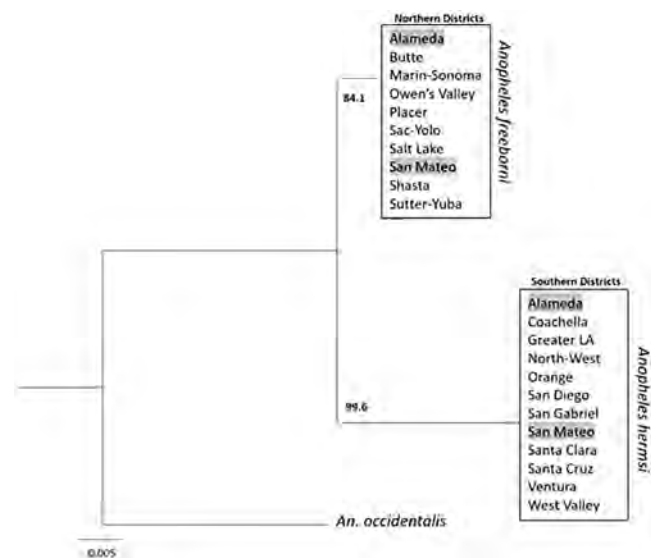 Northern Districts
Alameda
Butte
Marin-Sonoma
Owen's Valley
Placer
Sac-Yolo
Salt Lake
San Mateo
Shasta
Sutter-Yuba
Anopheles freeborni
84.1
Southern Districts
Alameda
Coachella
Greater LA
North-West
Orange
San Diego
San Gabriel
San Mateo
Santa Clara
Santa Cruz
Ventura
West Valley
Anopheles hermsi
99.6
An. occidentalis
0.005